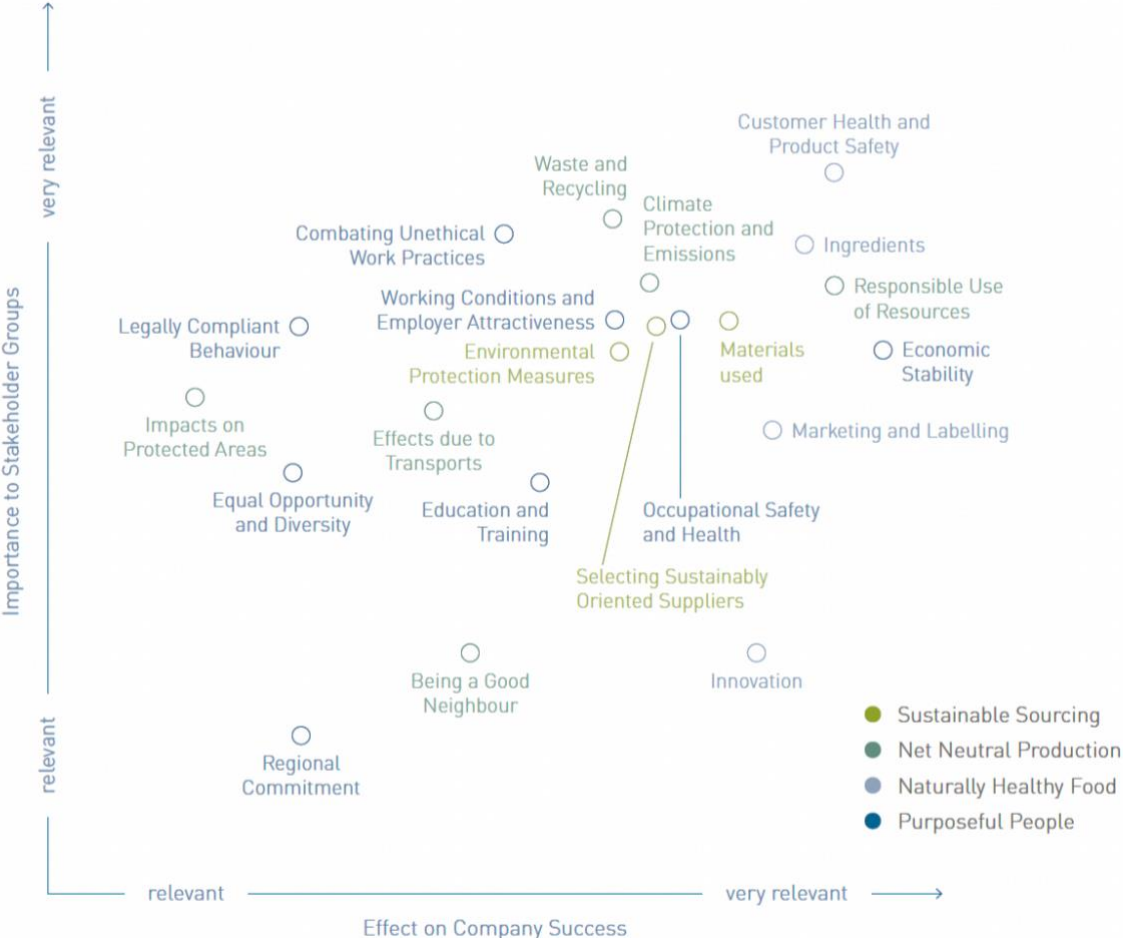 Customer Health and
Product Safety
Waste and
Recycling
Climate
Protection and
Emissions
Combating Unethical
Work Practices
Ingredients
Responsible Use
of Resources
Working Conditions and
Employer Attractiveness
Legally Compliant
Behaviour
Environmental
Protection Measures
Materials
used
Economic
Stability
Impacts on
Protected Areas
Effects due to
Transports
Marketing and Labelling
Equal Opportunity
and Diversity
Education and
Training
Occupational Safety
and Health
Selecting Sustainably
Oriented Suppliers
Being a Good
Neighbour
Innovation
Regional
Commitment
Sustainable Sourcing
Net Neutral Production
Naturally Healthy Food
Purposeful People
very relevant
Importance to Stakeholder Groups
relevant
relevant
very relevant
Effect on Company Success